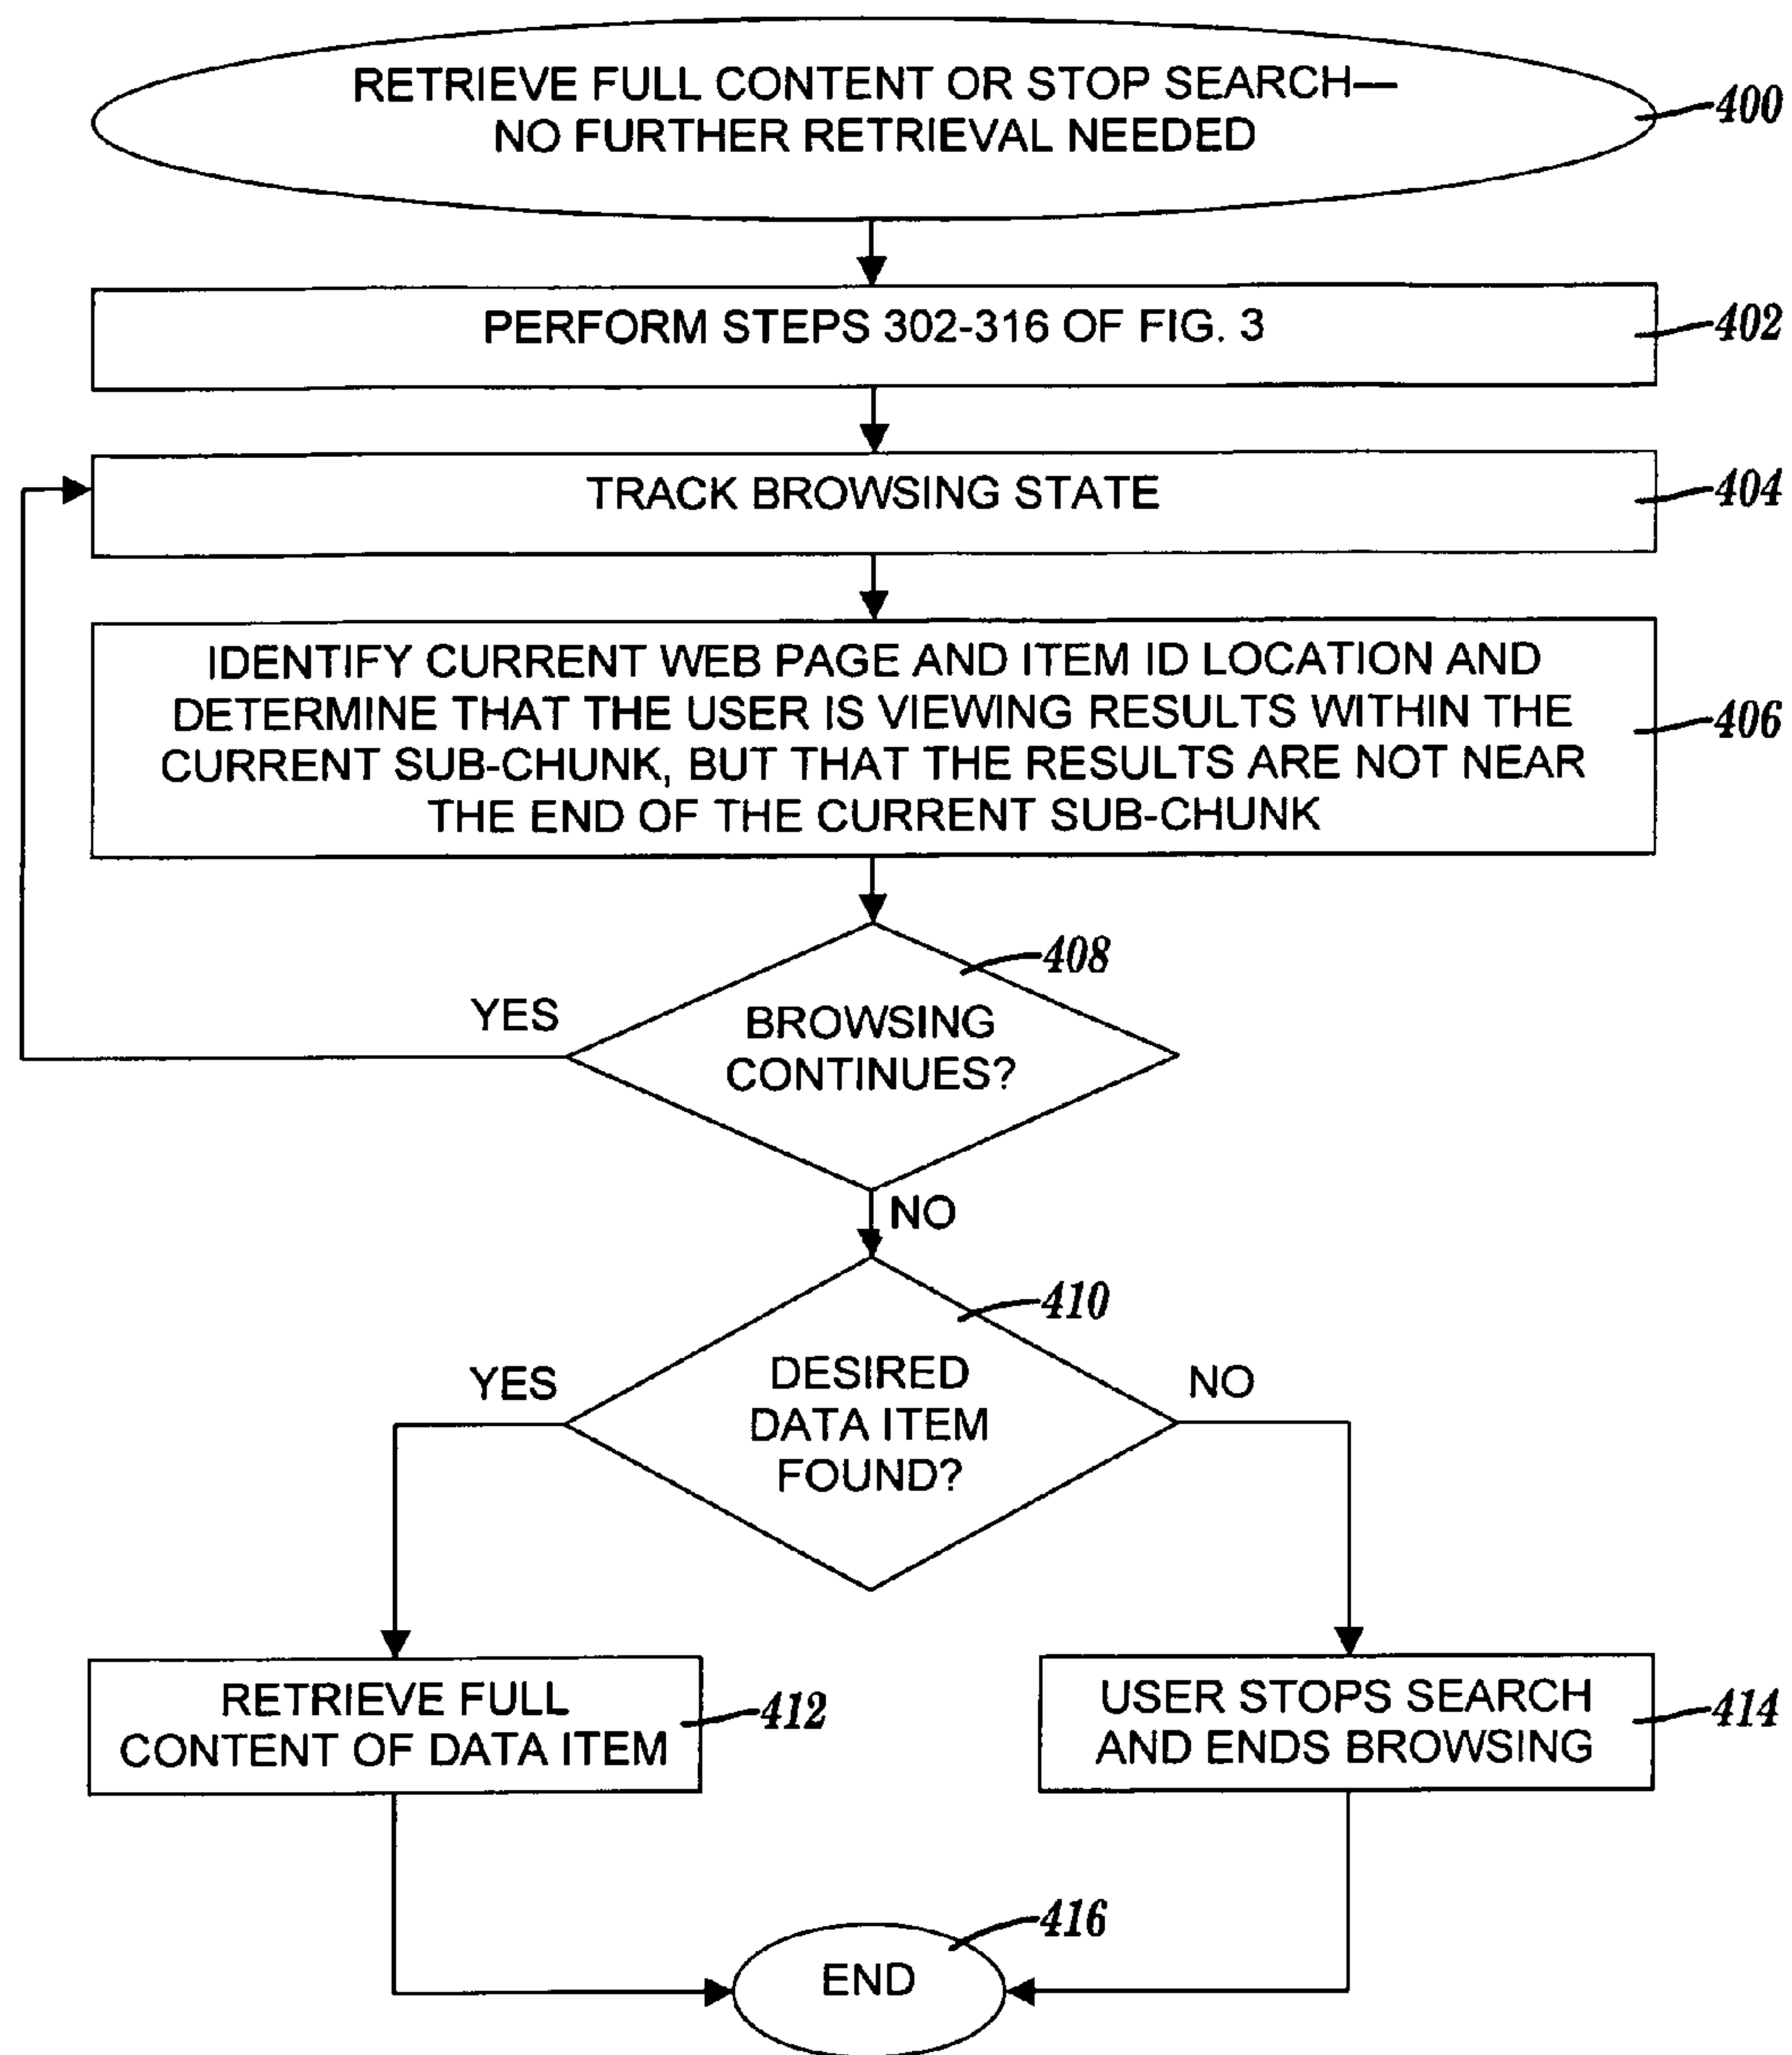 RETRIEVE FULL CONTENT OR STOP SEARCH—
NO FURTHER RETRIEVAL NEEDED
400
PERFORM STEPS 302-316 OF FIG. 3
402
TRACK BROWSING STATE
404
IDENTIFY CURRENT WEB PAGE AND ITEM ID LOCATION AND
DETERMINE THAT THE USER IS VIEWING RESULTS WITHIN THE
CURRENT SUB-CHUNK, BUT THAT THE RESULTS ARE NOT NEAR
THE END OF THE CURRENT SUB-CHUNK
406
408
YES
BROWSING
CONTINUES?
NO
410
YES
DESIRED
DATA ITEM
FOUND?
NO
RETRIEVE FULL
CONTENT OF DATA ITEM
412
USER STOPS SEARCH
AND ENDS BROWSING
414
416
END